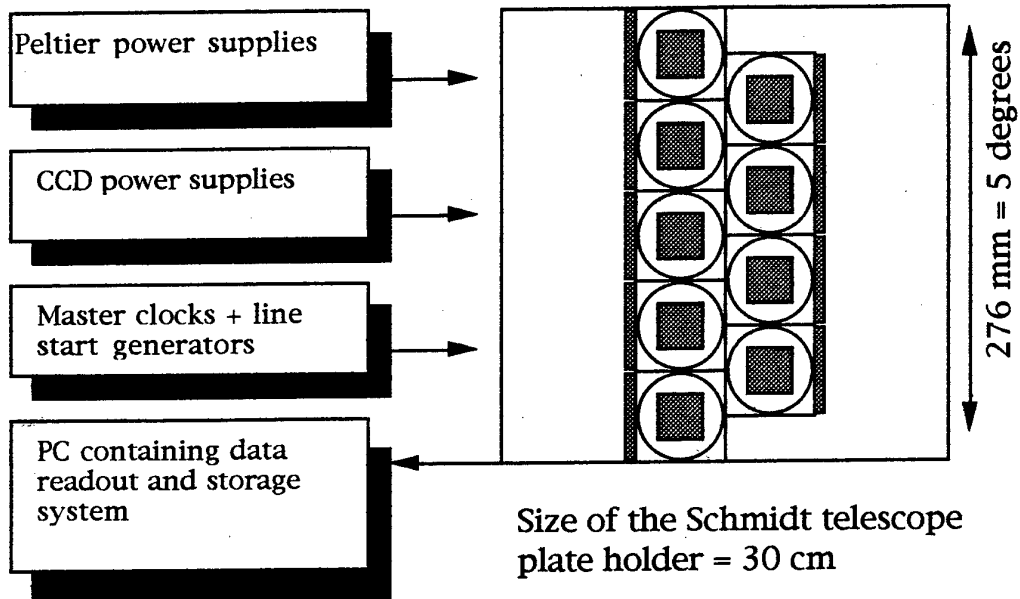 Peltier power supplies
CCD power supplies
Master clocks + line
start generators
PC containing data
readout and storage
system
276 mm = 5 degrees
Size of the Schmidt telescope
plate holder = 30 cm